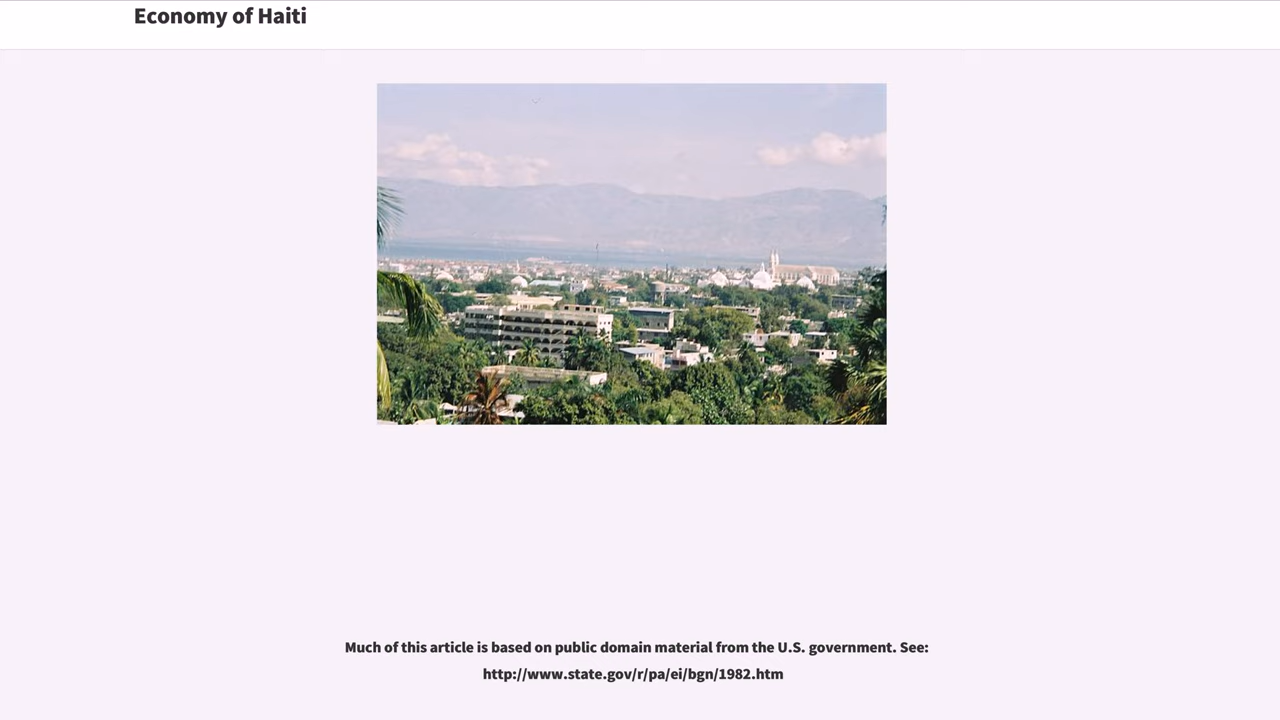 Economy of Haiti
Much of this article is based on public domain material from the U.S. government. See:
http://www.state.gov/r/pa/ei/bgn/1982.htm